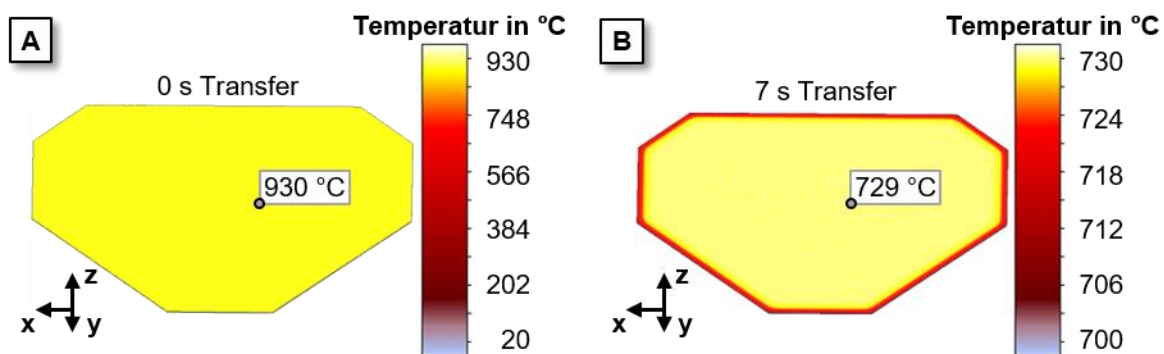 A
Temperatur in °C
0 s Transfer
930 °C
930
748
566
384
202
20
z
x
y
B
Temperatur in °C
7 s Transfer
729 °C
730
724
718
712
706
700
z
x
y